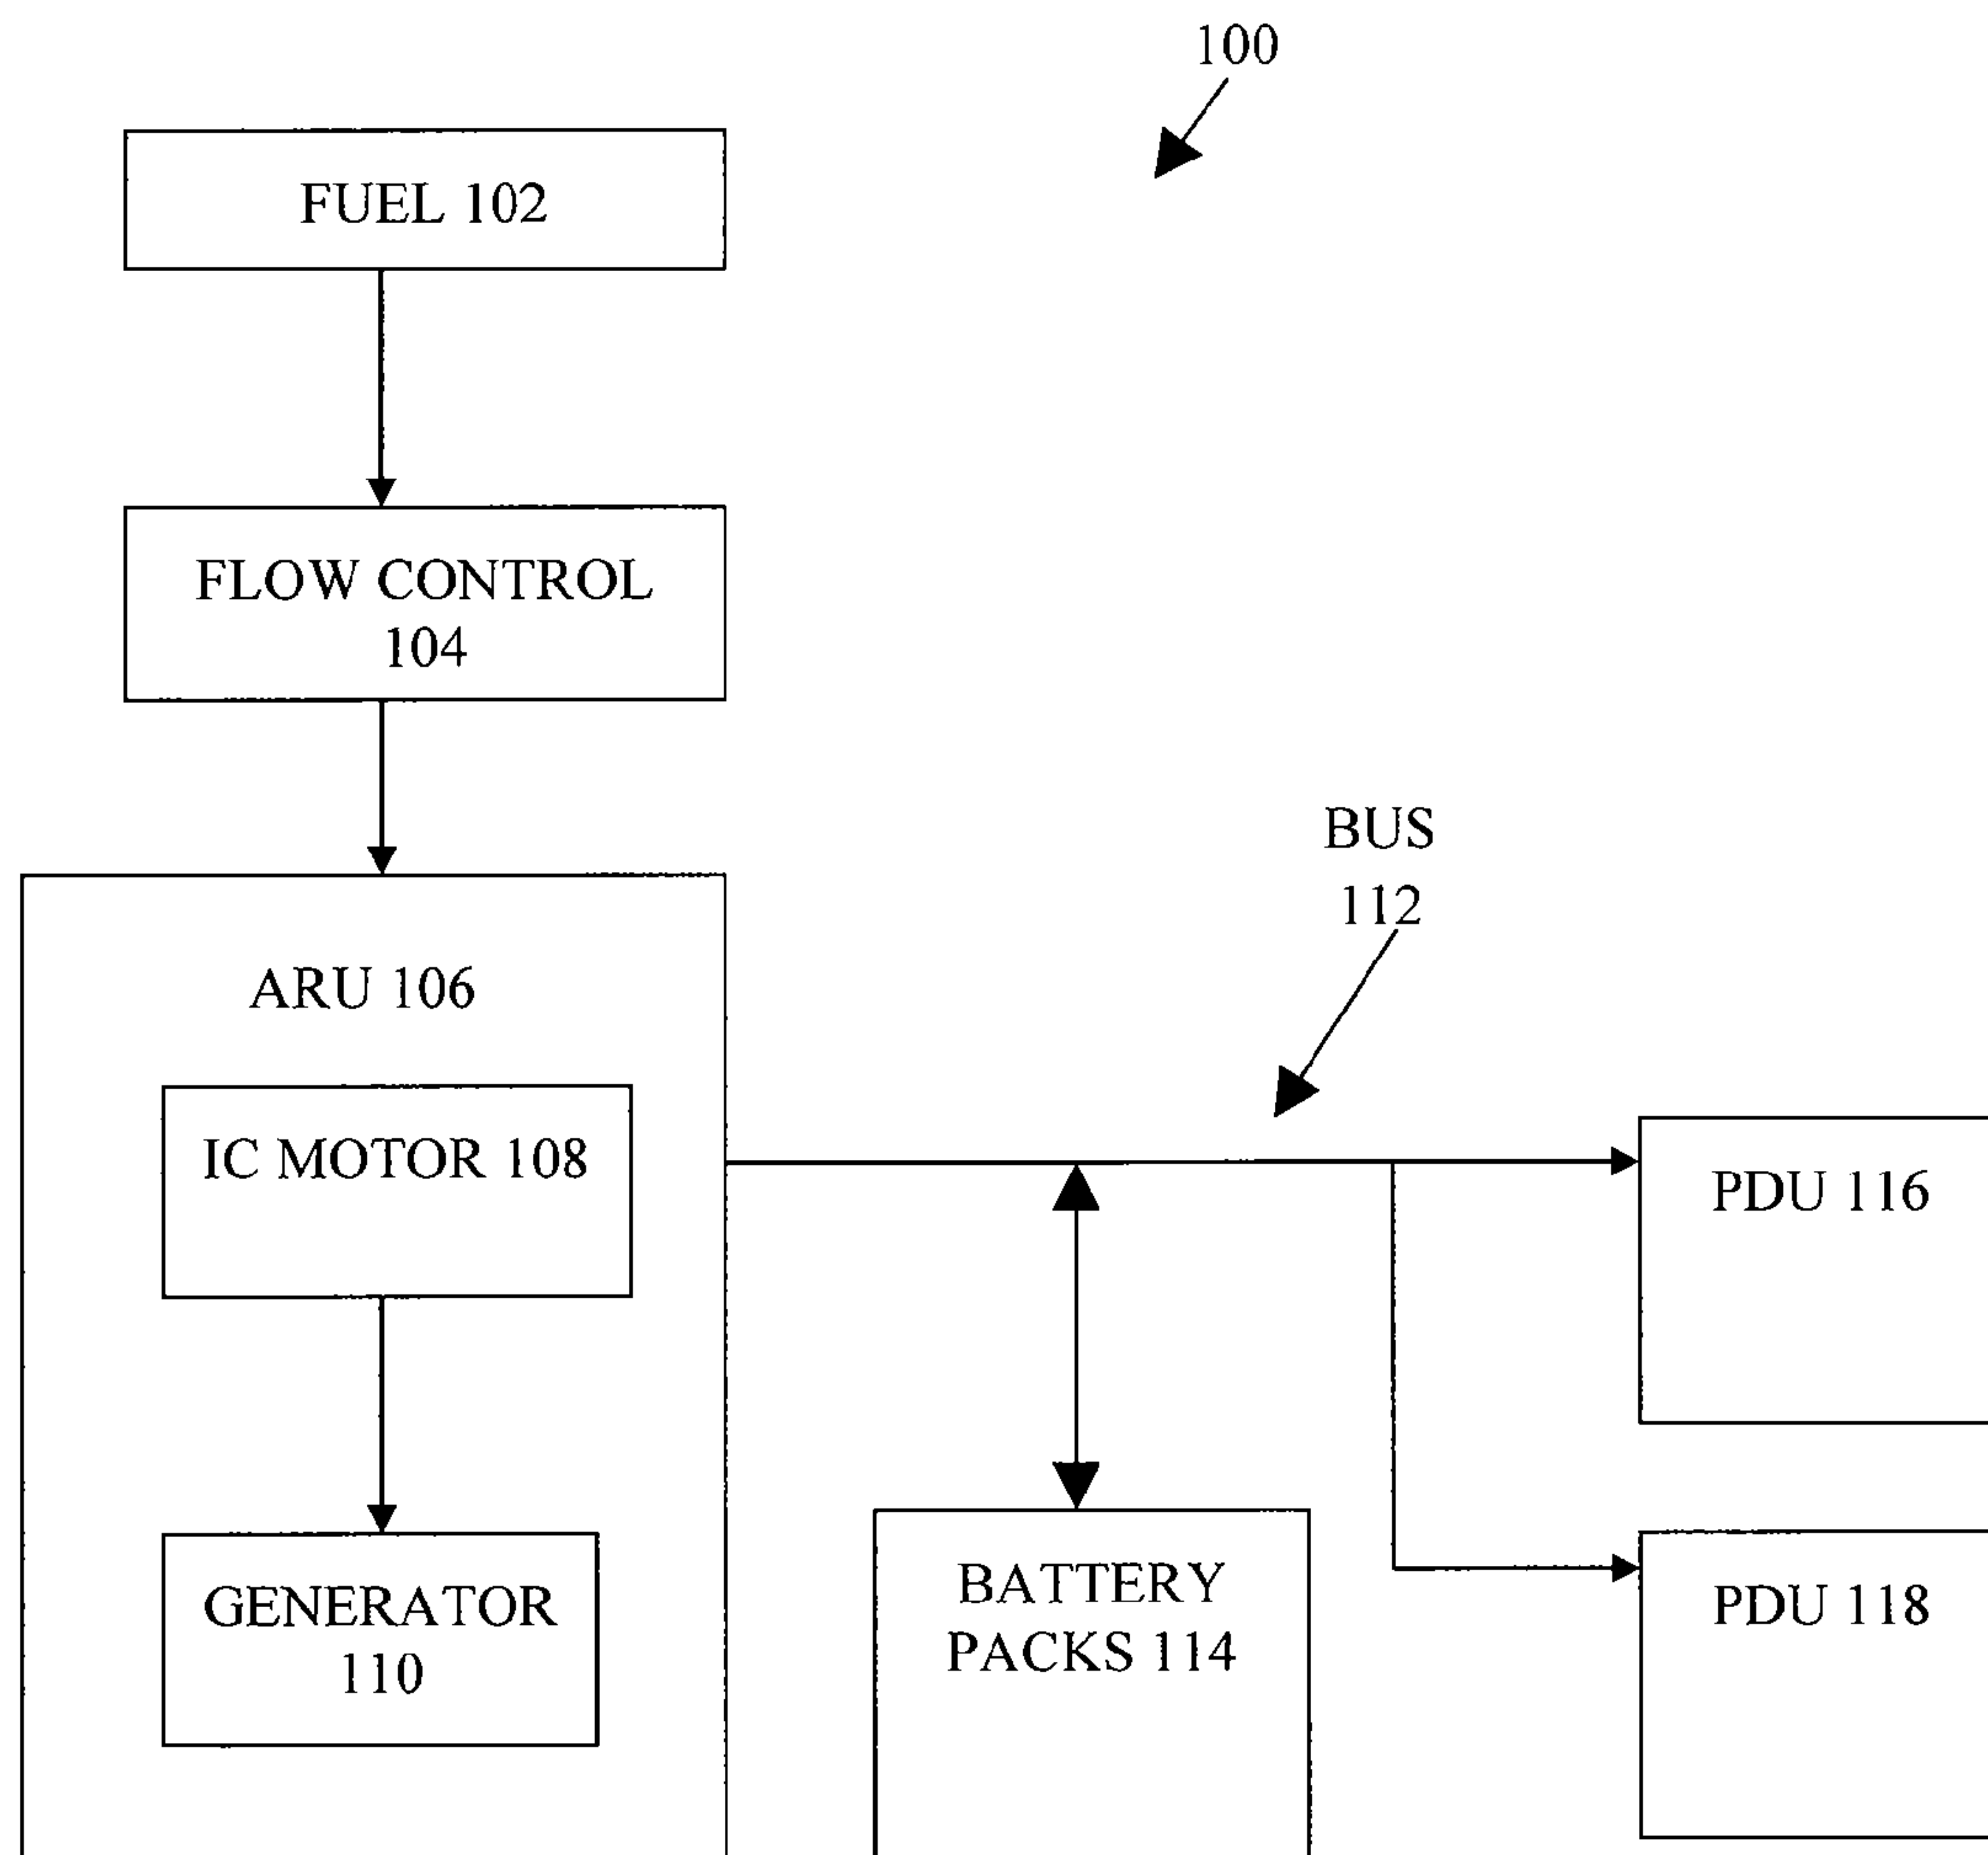 100
FUEL 102
FLOW CONTROL
104
BUS
112
ARU 106
IC MOTOR 108
PDU 116
GENERATOR
110
BATTERY
PACKS 114
PDU 118